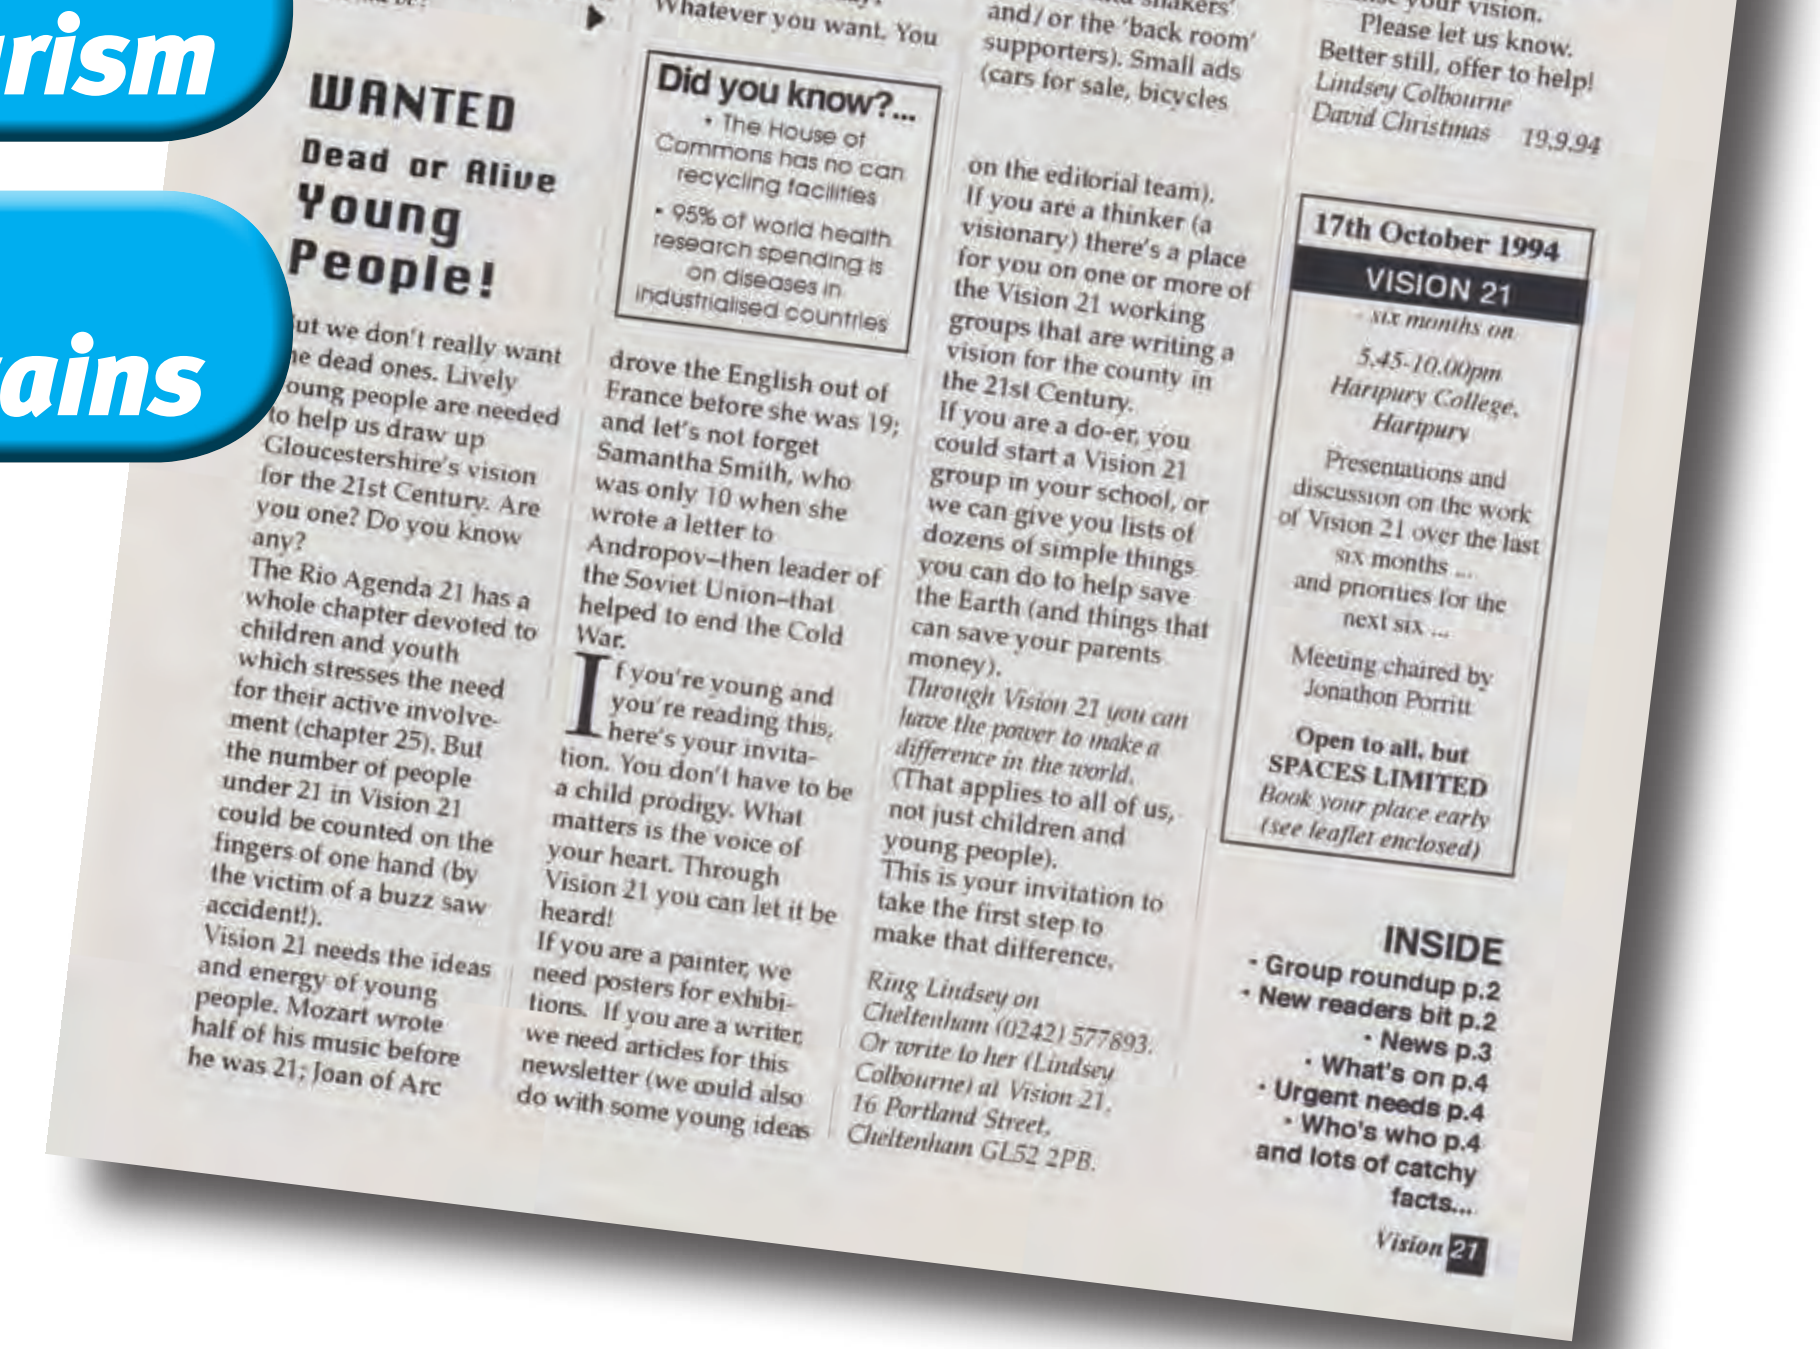 urism
ains
Whatever you want. You
and/or the 'back room'
supporters). Small ads
(cars for sale, bicycles
your vision.
Please let us know.
Better still, offer to help!
Lindsey Colbourne
David Christmas 19.9.94
WANTED
Dead or Alive
Young
People!
ut we don't really want
he dead ones. Lively
oung people are needed
to help us draw up
Gloucestershire's vision
for the 21st Century. Are
you one? Do you know
any?
The Rio Agenda 21 has a
whole chapter devoted to
children and youth
which stresses the need
for their active involve-
ment (chapter 25). But
the number of people
under 21 in Vision 21
could be counted on the
fingers of one hand (by
the victim of a buzz saw
accident!).
Vision 21 needs the ideas
and energy of young
people. Mozart wrote
half of his music before
he was 21; Joan of Arc
Did you know?...
• The House of
Commons has no can
recycling facilities
• 95% of world health
research spending is
on diseases in
industrialised countries
drove the English out of
France before she was 19;
and let's not forget
Samantha Smith, who
was only 10 when she
wrote a letter to
Andropov–then leader of
the Soviet Union–that
helped to end the Cold
War.
If you're young and
you're reading this,
here's your invita-
tion. You don't have to be
a child prodigy. What
matters is the voice of
your heart. Through
Vision 21 you can let it be
heard!
If you are a painter, we
need posters for exhibi-
tions. If you are a writer,
we need articles for this
newsletter (we could also
do with some young ideas
on the editorial team).
If you are a thinker (a
visionary) there's a place
for you on one or more of
the Vision 21 working
groups that are writing a
vision for the county in
the 21st Century.
If you are a do-er, you
could start a Vision 21
group in your school, or
we can give you lists of
dozens of simple things
you can do to help save
the Earth (and things that
can save your parents
money).
Through Vision 21 you can
have the power to make a
difference in the world.
(That applies to all of us,
not just children and
young people).
This is your invitation to
take the first step to
make that difference.
Ring Lindsey on
Cheltenham (0242) 577893.
Or write to her (Lindsey
Colbourne) at Vision 21,
16 Portland Street,
Cheltenham GL52 2PB.
17th October 1994
VISION 21
- six months on
5.45-10.00pm
Hartpury College,
Hartpury
Presentations and
discussion on the work
of Vision 21 over the last
six months ...
and priorities for the
next six ...
Meeting chaired by
Jonathon Porritt
Open to all, but
SPACES LIMITED
Book your place early
(see leaflet enclosed)
INSIDE
• Group roundup p.2
• New readers bit p.2
• News p.3
• What's on p.4
• Urgent needs p.4
• Who's who p.4
and lots of catchy
facts...
Vision 21